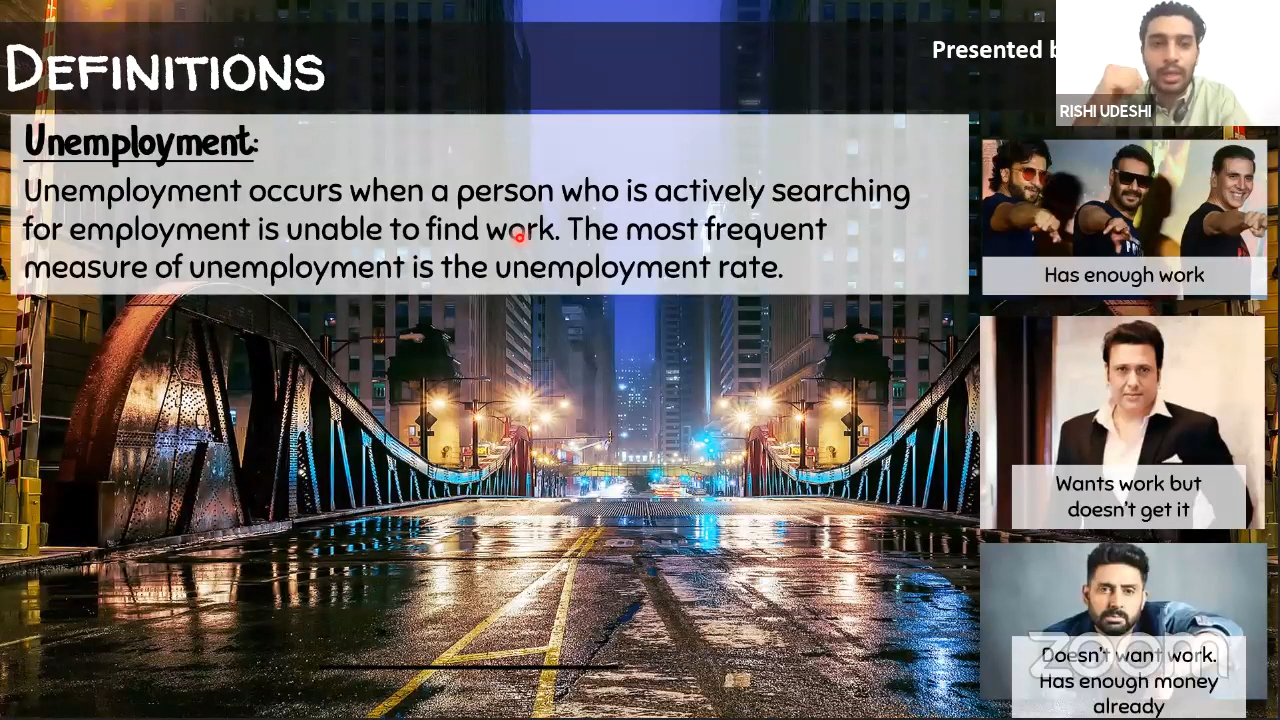 DEFINITIONS
Presented b
RISHI UDESHI
Unemployment:
Unemployment occurs when a person who is actively searching
for employment is unable to find work. The most frequent
measure of unemployment is the unemployment rate.
Has enough work
Wants work but
doesn't get it
zoom
Doesn't want work.
Has enough money
already